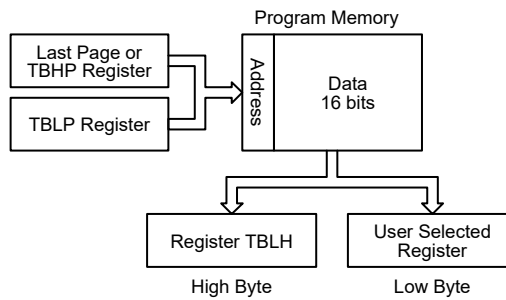 Program Memory
Last Page or
TBHP Register
TBLP Register
Address
Data
16 bits
Register TBLH
User Selected
Register
High Byte
Low Byte